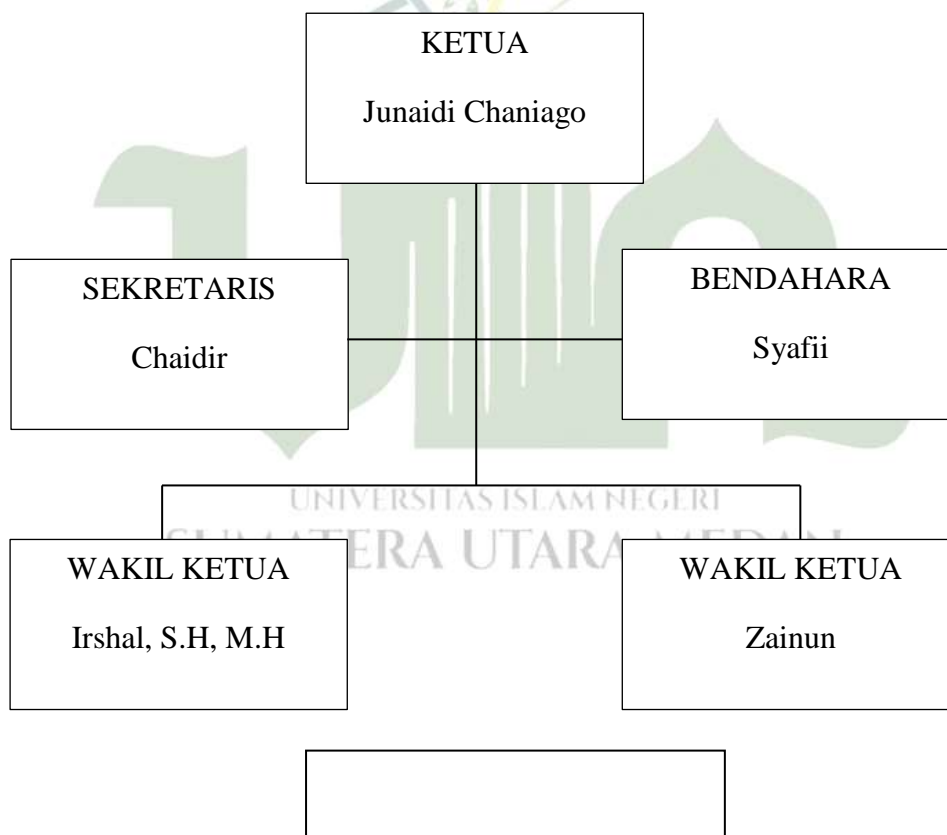 KETUA
Junaidi Chaniago
SEKRETARIS
Chaidir
BENDAHARA
Syafii
UNIVERSITAS ISLAM NEGERI
SUMATERA UTARA MEDAN
WAKIL KETUA
Irshal, S.H, M.H
WAKIL KETUA
Zainun